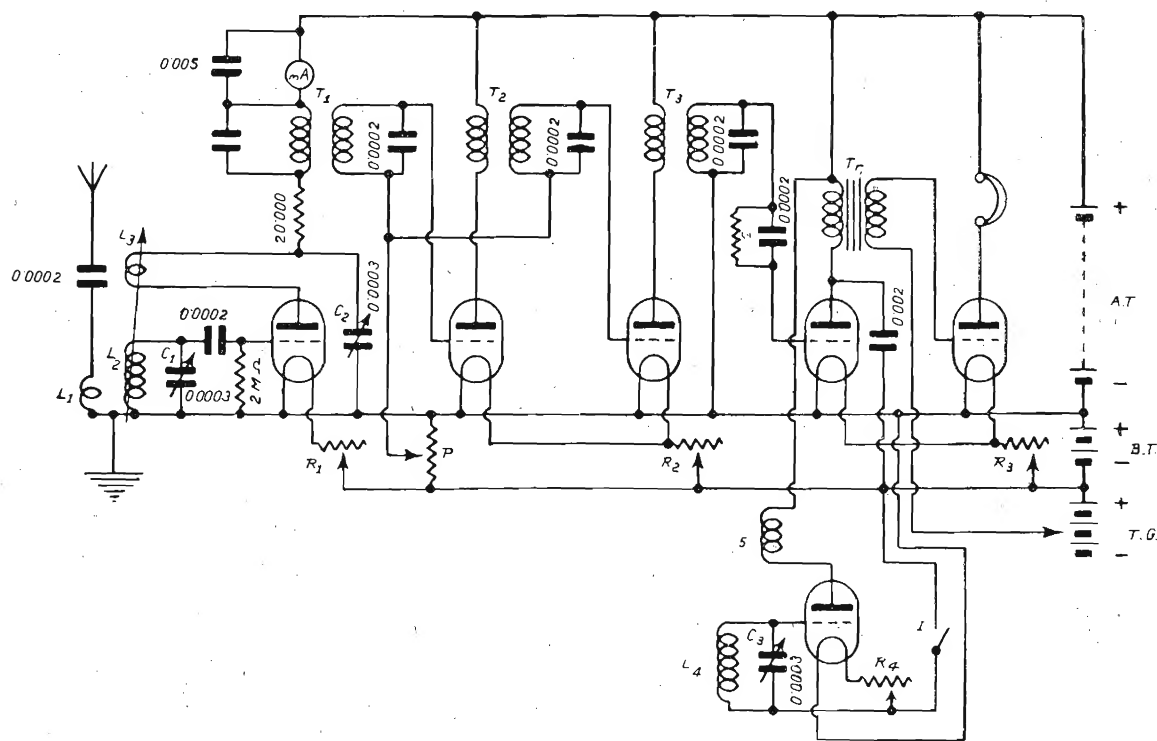 0'005
mA
T1
0'0002
T2
0'0002
T3
0'0002
0'0002
Tr.
20'000
L3
0'0002
0'0002
L2
C1
0'0003
2 MΩ
L1
C2
0'0003
0'002
+
A.T
−
R1
P
R2
R3
+
B.T.
−
+
T.G.
−
S
I
L4
C3
0'0003
R4